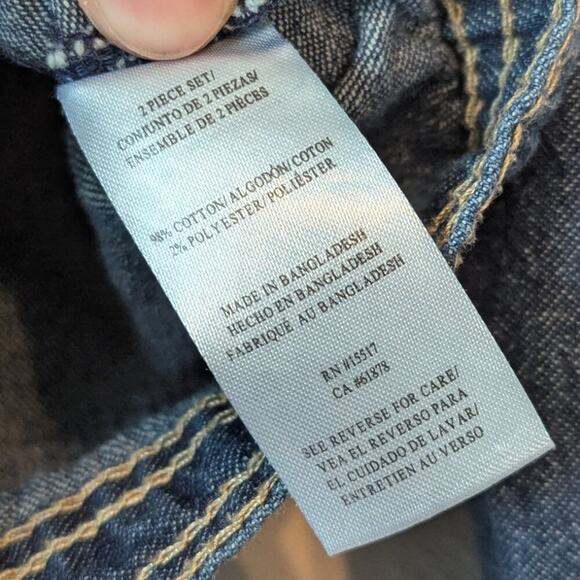 2 PIECE SET/
CONJUNTO DE 2 PIEZAS/
ENSEMBLE DE 2 PIÈCES
98% COTTON/ALGODÓN/COTON
2% POLYESTER/POLIÉSTER
MADE IN BANGLADESH
HECHO EN BANGLADESH
FABRIQUE AU BANGLADESH
RN #15517
CA #61878
SEE REVERSE FOR CARE/
VEA EL REVERSO PARA
EL CUIDADO DE LAVAR/
ENTRETIEN AU VERSO